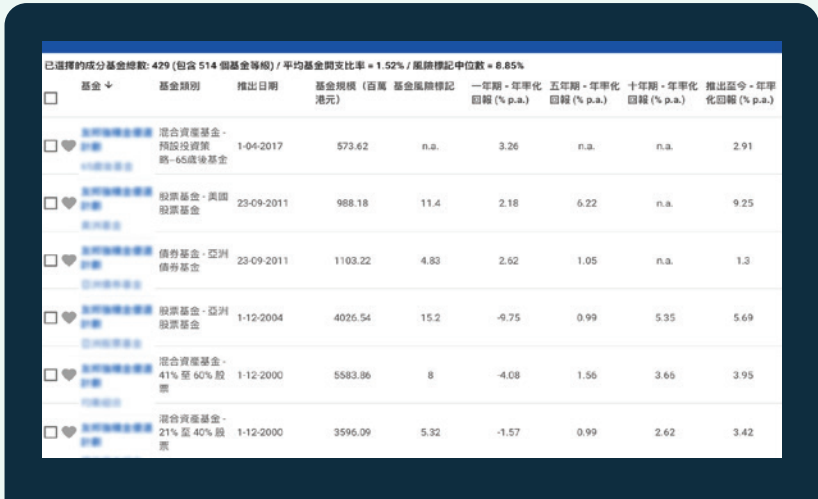 已選擇的成分基金總數: 429 (包含 514 個基金等級) / 平均基金開支比率 = 1.52% / 風險標記中位數 = 8.85%
基金 基金類別 推出日期 基金規模（百萬 基金風險標記 一年期 - 年率化 五年期 - 年率化 十年期 - 年率化 推出至今 - 年率
港元） 回報 (% p.a.) 回報 (% p.a.) 回報 (% p.a.) 化回報 (% p.a.)
混合資產基金 -
預設投資策 1-04-2017 573.62 n.a. 3.26 n.a. n.a. 2.91
略–65歲後基金
股票基金 - 美國 23-09-2011 988.18 11.4 2.18 6.22 n.a. 9.25
股票基金
債券基金 - 亞洲 23-09-2011 1103.22 4.83 2.62 1.05 n.a. 1.3
債券基金
股票基金 - 亞洲 1-12-2004 4026.54 15.2 -9.75 0.99 5.35 5.69
股票基金
混合資產基金 -
41% 至 60% 股 1-12-2000 5583.86 8 -4.08 1.56 3.66 3.95
票
混合資產基金 -
21% 至 40% 股 1-12-2000 3596.09 5.32 -1.57 0.99 2.62 3.42
票